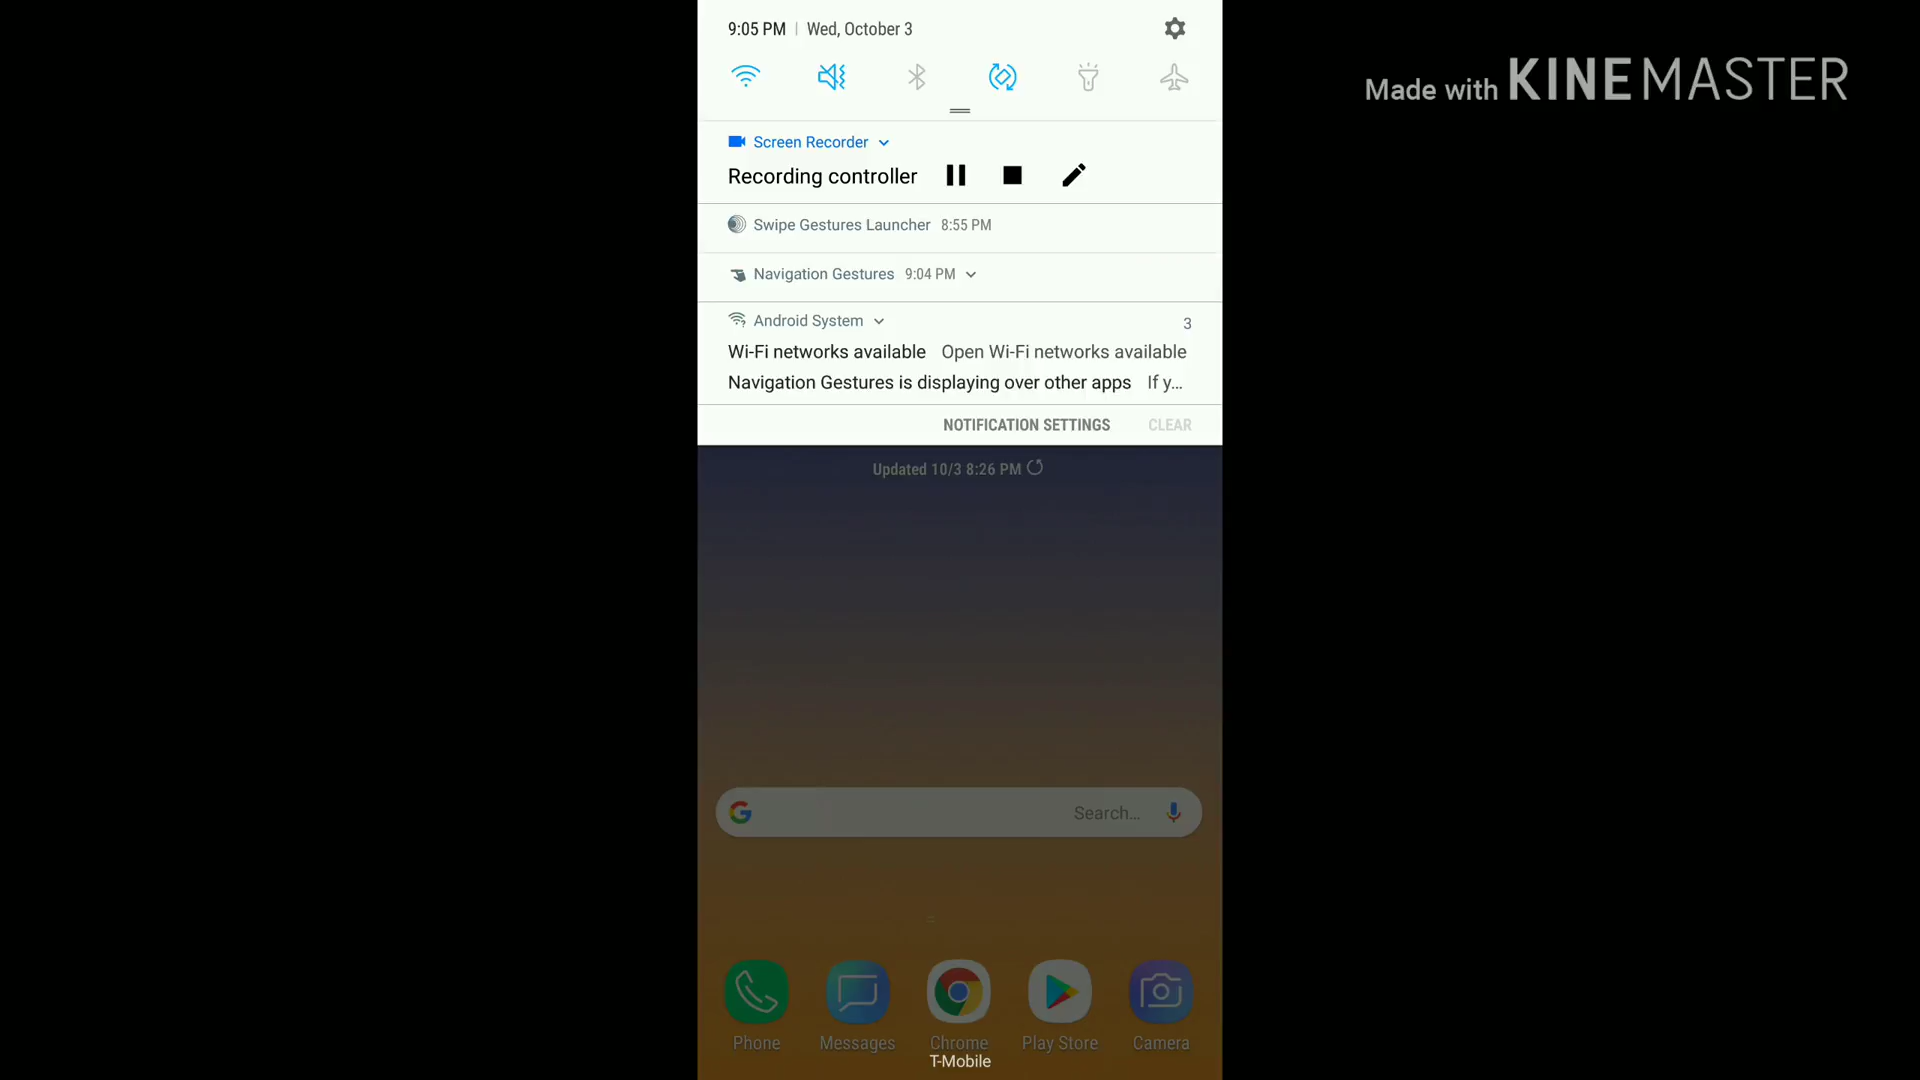 9:05 PM | Wed, October 3
Made with KINEMASTER
Screen Recorder
Recording controller
Swipe Gestures Launcher 8:55 PM
Navigation Gestures 9:04 PM
Android System 3
Wi-Fi networks available Open Wi-Fi networks available
Navigation Gestures is displaying over other apps If y...
NOTIFICATION SETTINGS CLEAR
Updated 10/3 8:26 PM
Search...
Phone Messages Chrome Play Store Camera
T-Mobile